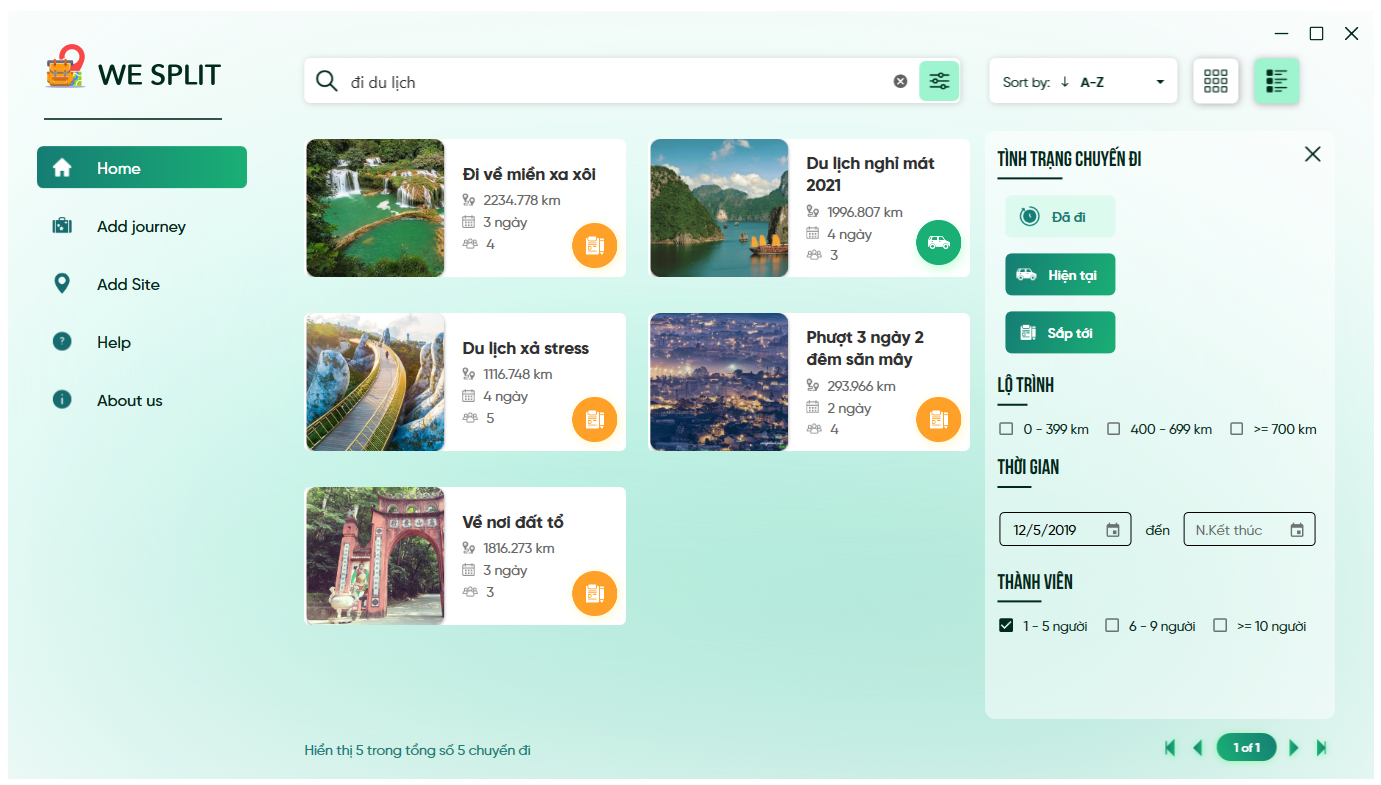 WE SPLIT
đi du lịch
Sort by: ↓ A-Z
Home
Add journey
Add Site
Help
About us
Đi về miền xa xôi
2234.778 km
3 ngày
4
Du lịch nghỉ mát
2021
1996.807 km
4 ngày
3
Du lịch xả stress
1116.748 km
4 ngày
5
Phượt 3 ngày 2
đêm săn mây
293.966 km
2 ngày
4
Về nơi đất tổ
1816.273 km
3 ngày
3
TÌNH TRẠNG CHUYẾN ĐI
Đã đi
Hiện tại
Sắp tới
LỘ TRÌNH
0 - 399 km 400 - 699 km >= 700 km
THỜI GIAN
12/5/2019 đến N.Kết thúc
THÀNH VIÊN
1 - 5 người 6 - 9 người >= 10 người
Hiển thị 5 trong tổng số 5 chuyến đi
1 of 1